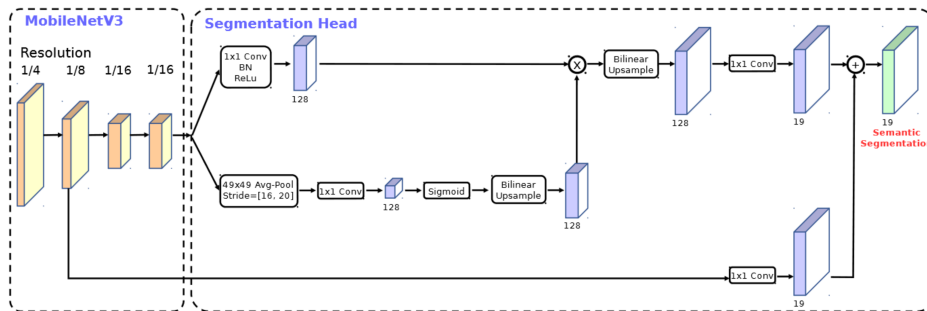 MobileNetV3
Segmentation Head
Resolution
1/4 1/8 1/16 1/16
1x1 Conv
BN
ReLu
128
X
Bilinear
Upsample
128
1x1 Conv
19
+
19
Semantic
Segmentation
49x49 Avg-Pool
Stride=[16, 20]
1x1 Conv
128
Sigmoid
Bilinear
Upsample
128
1x1 Conv
19